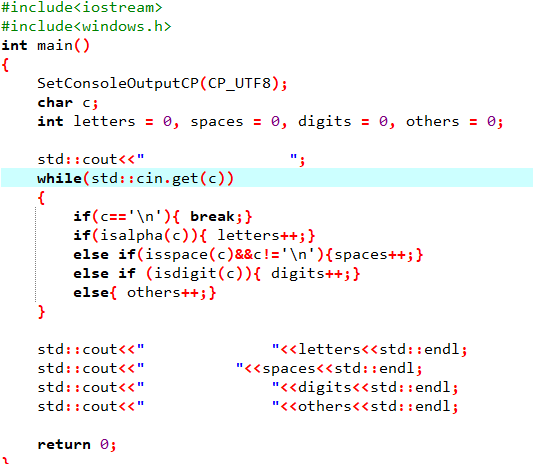 #include<iostream>
#include<windows.h>
int main()
{
    SetConsoleOutputCP(CP_UTF8);
    char c;
    int letters = 0, spaces = 0, digits = 0, others = 0;

    std::cout<<"                ";
    while(std::cin.get(c))
    {
        if(c=='\n'){ break;}
        if(isalpha(c)){ letters++;}
        else if(isspace(c)&&c!='\n'){spaces++;}
        else if (isdigit(c)){ digits++;}
        else{ others++;}
    }

    std::cout<<"              "<<letters<<std::endl;
    std::cout<<"          "<<spaces<<std::endl;
    std::cout<<"              "<<digits<<std::endl;
    std::cout<<"              "<<others<<std::endl;

    return 0;
}